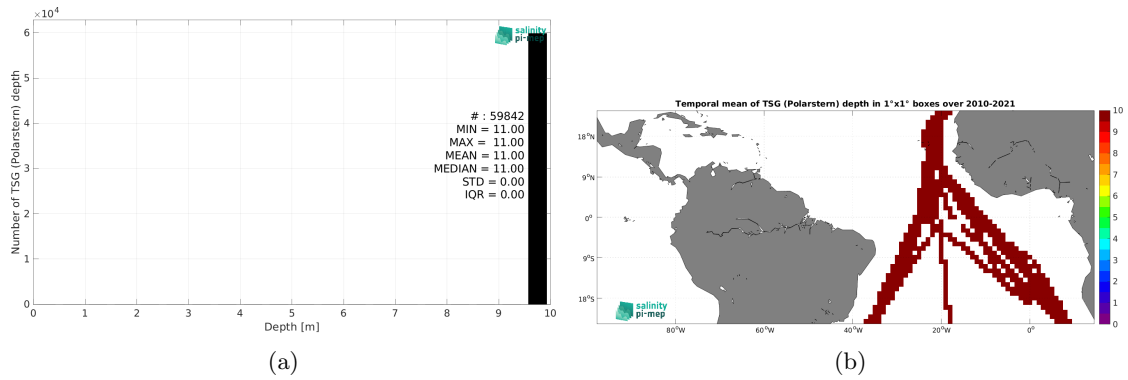 ×10⁴
6
5
4
3
2
1
0
Number of TSG (Polarstern) depth
salinity
pi-mep
# : 59842
MIN = 11.00
MAX = 11.00
MEAN = 11.00
MEDIAN = 11.00
STD = 0.00
IQR = 0.00
0 1 2 3 4 5 6 7 8 9 10
Depth [m]
(a)
Temporal mean of TSG (Polarstern) depth in 1°x1° boxes over 2010-2021
18°N
9°N
0°
9°S
18°S
salinity
pi-mep
80°W 60°W 40°W 20°W 0°
10
9
8
7
6
5
4
3
2
1
0
(b)